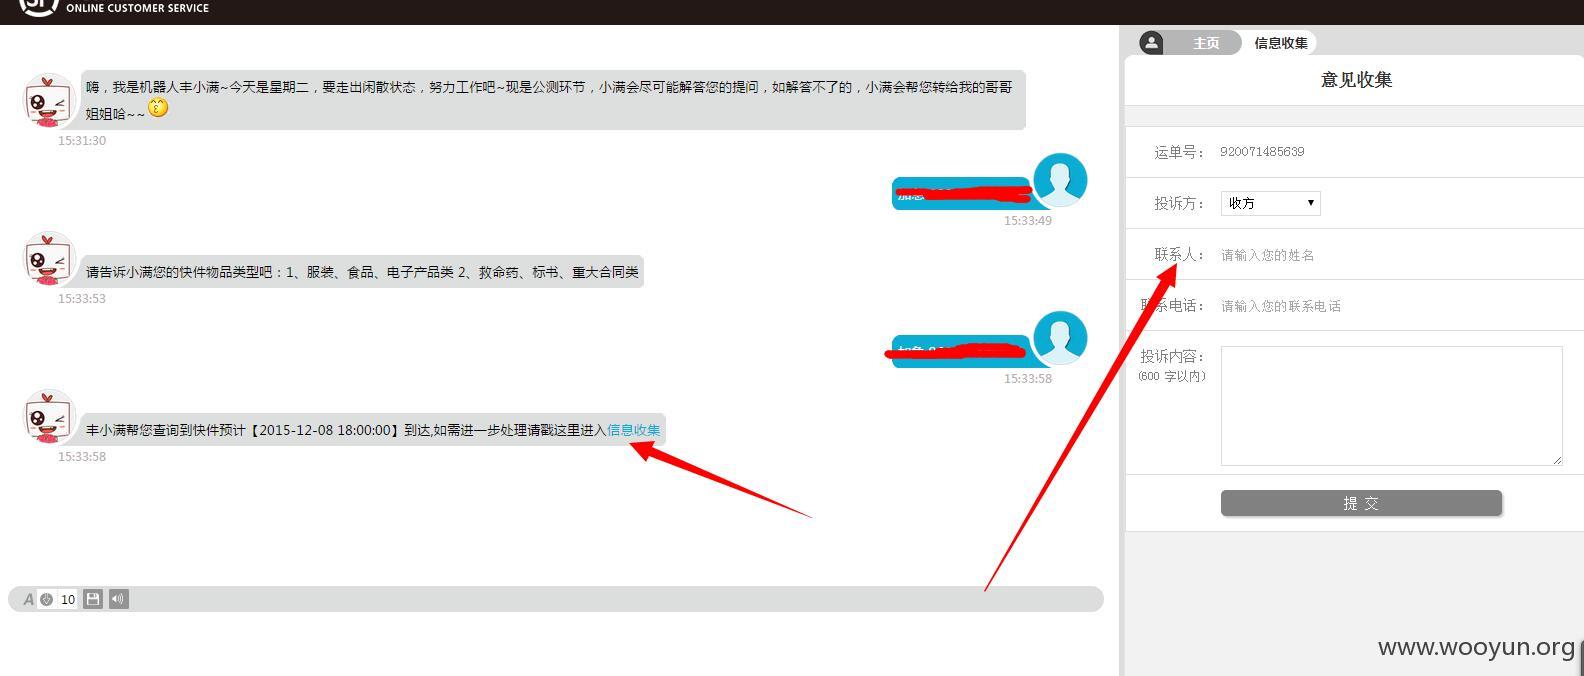 ONLINE CUSTOMER SERVICE
主页
信息收集
嗨，我是机器人丰小满~今天是星期二，要走出闲散状态，努力工作吧~现是公测环节，小满会尽可能解答您的提问，如解答不了的，小满会帮您转给我的哥哥
姐姐哈~~
15:31:30
15:33:49
请告诉小满您的快件物品类型吧：1、服装、食品、电子产品类 2、救命药、标书、重大合同类
15:33:53
15:33:58
丰小满帮您查询到快件预计【2015-12-08 18:00:00】到达,如需进一步处理请戳这里进入信息收集
15:33:58
A 10
意见收集
运单号： 920071485639
投诉方： 收方
联系人： 请输入您的姓名
联系电话： 请输入您的联系电话
投诉内容：
(600 字以内)
提 交
www.wooyun.org